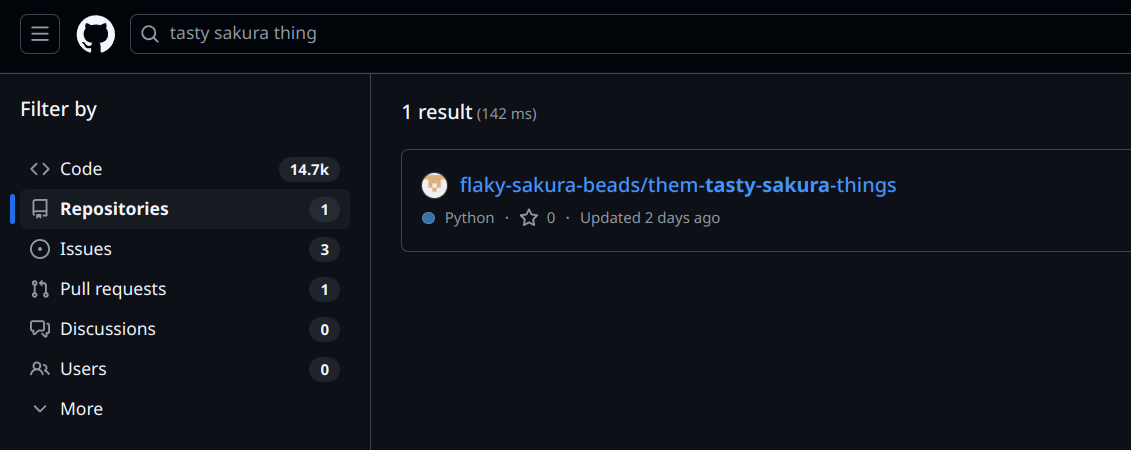 tasty sakura thing
Filter by
Code 14.7k
Repositories 1
Issues 3
Pull requests 1
Discussions 0
Users 0
More
1 result (142 ms)
flaky-sakura-beads/them-tasty-sakura-things
Python · 0 · Updated 2 days ago